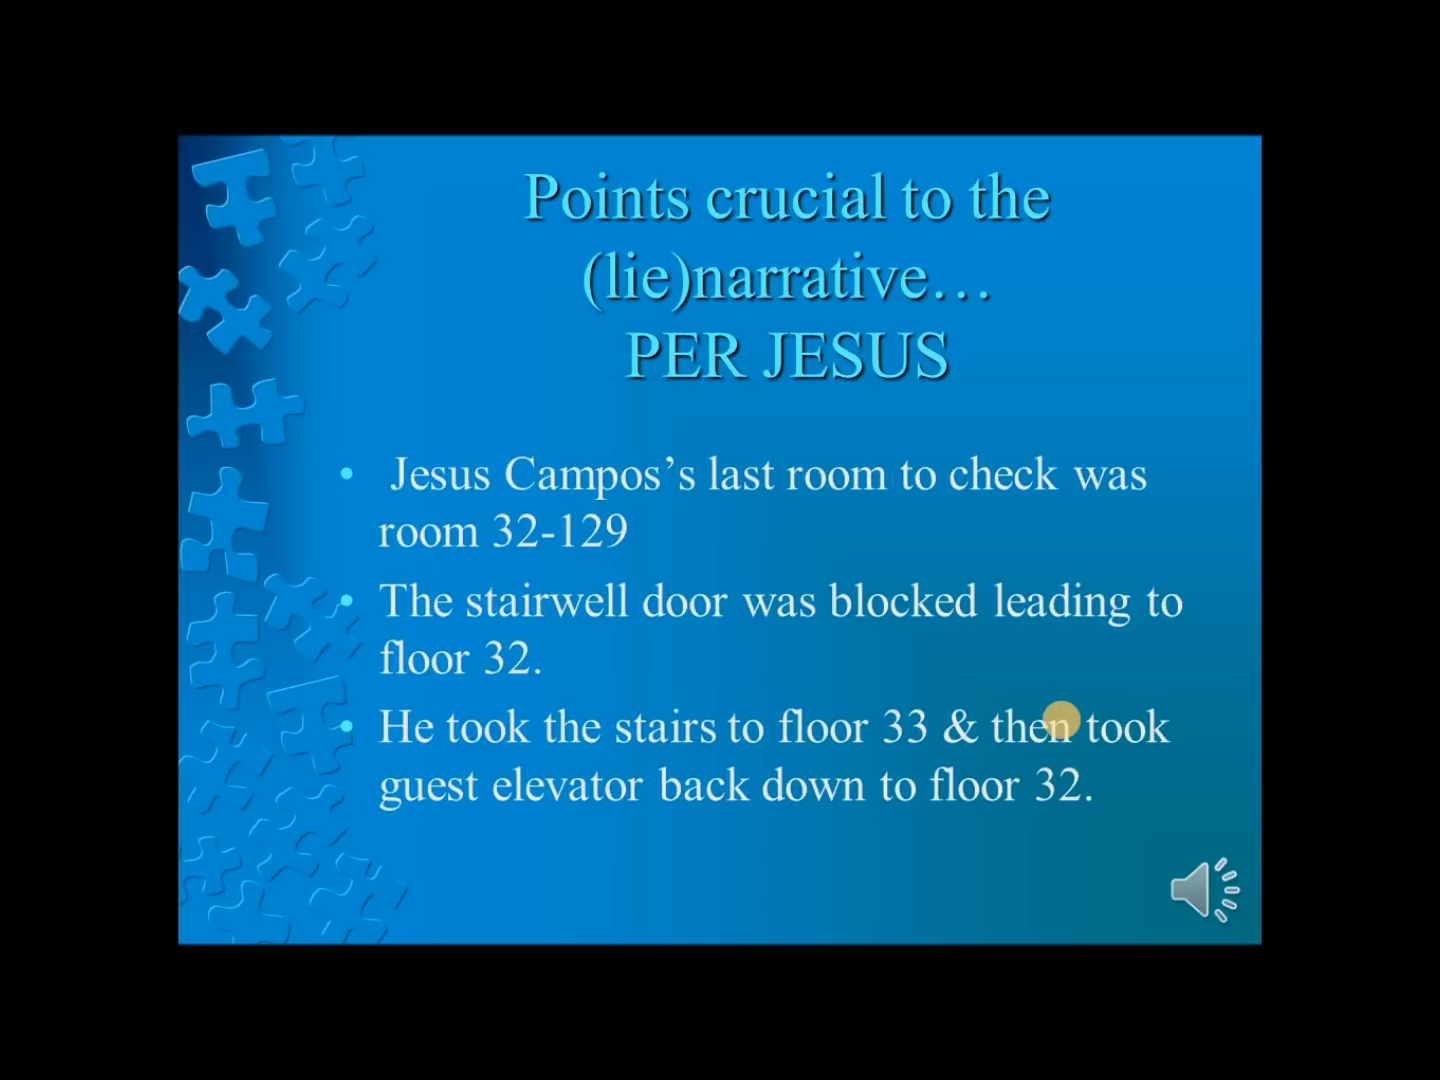 Points crucial to the
(lie)narrative…
PER JESUS
• Jesus Campos’s last room to check was
room 32-129
• The stairwell door was blocked leading to
floor 32.
• He took the stairs to floor 33 & then took
guest elevator back down to floor 32.